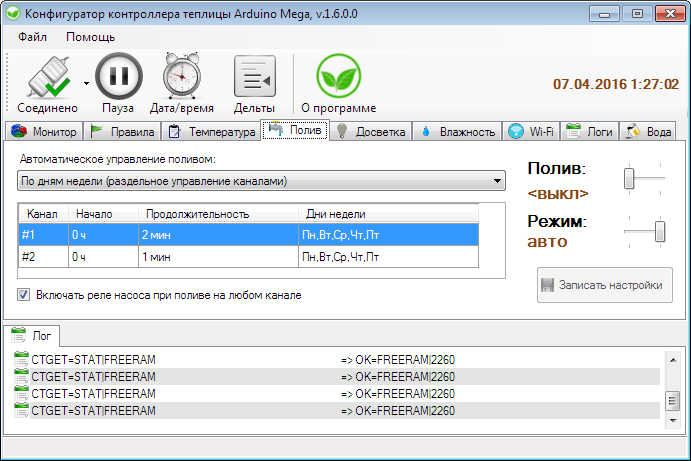 Конфигуратор контроллера теплицы Arduino Mega, v.1.6.0.0
Файл Помощь
Соединено Пауза Дата/время Дельты О программе
07.04.2016 1:27:02
Монитор Правила Температура Полив Досветка Влажность Wi-Fi Логи Вода
Автоматическое управление поливом:
По дням недели (раздельное управление каналами)
Канал Начало Продолжительность Дни недели
#1 0 ч 2 мин Пн,Вт,Ср,Чт,Пт
#2 0 ч 1 мин Пн,Вт,Ср,Чт,Пт
Включать реле насоса при поливе на любом канале
Полив:
<выкл>
Режим:
авто
Записать настройки
Лог
CTGET=STAT|FREERAM => OK=FREERAM|2260
CTGET=STAT|FREERAM => OK=FREERAM|2260
CTGET=STAT|FREERAM => OK=FREERAM|2260
CTGET=STAT|FREERAM => OK=FREERAM|2260